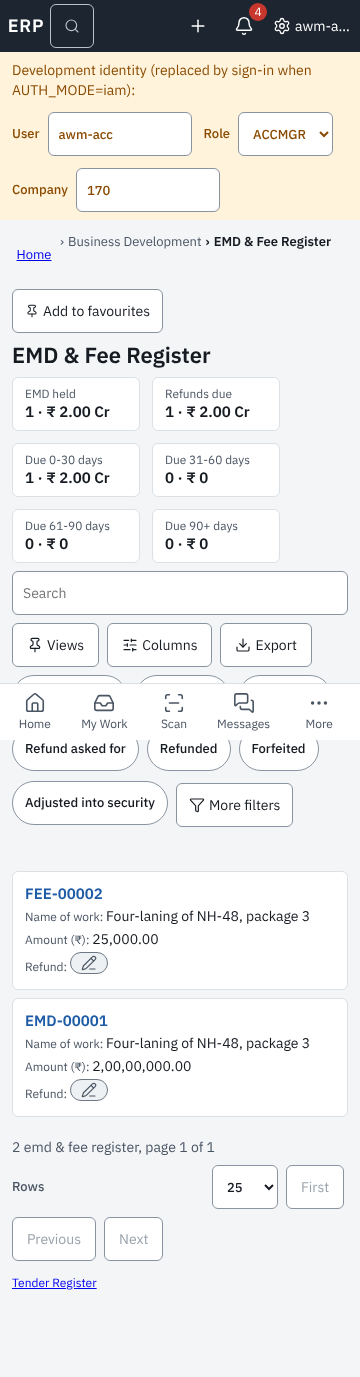 ERP
4
awm-a...
Development identity (replaced by sign-in when
AUTH_MODE=iam):
User awm-acc Role ACCMGR
Company 170
Home › Business Development › EMD & Fee Register
Add to favourites
EMD & Fee Register
EMD held
1 · ₹ 2.00 Cr
Refunds due
1 · ₹ 2.00 Cr
Due 0-30 days
1 · ₹ 2.00 Cr
Due 31-60 days
0 · ₹ 0
Due 61-90 days
0 · ₹ 0
Due 90+ days
0 · ₹ 0
Search
Views Columns Export
Home My Work Scan Messages More
Refund asked for Refunded Forfeited
Adjusted into security More filters
FEE-00002
Name of work: Four-laning of NH-48, package 3
Amount (₹): 25,000.00
Refund:
EMD-00001
Name of work: Four-laning of NH-48, package 3
Amount (₹): 2,00,00,000.00
Refund:
2 emd & fee register, page 1 of 1
Rows 25 First
Previous Next
Tender Register